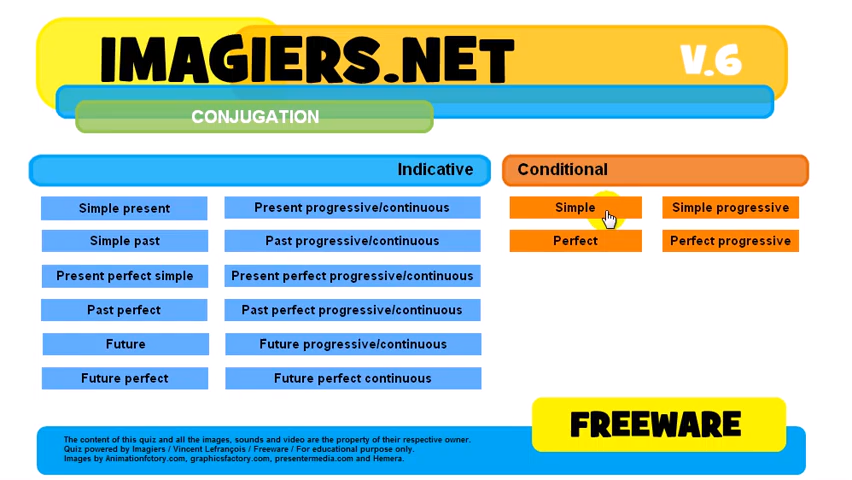 IMAGIERS.NET
V.6
CONJUGATION
Indicative
Conditional
Simple present
Present progressive/continuous
Simple
Simple progressive
Simple past
Past progressive/continuous
Perfect
Perfect progressive
Present perfect simple
Present perfect progressive/continuous
Past perfect
Past perfect progressive/continuous
Future
Future progressive/continuous
Future perfect
Future perfect continuous
FREEWARE
The content of this quiz and all the images, sounds and video are the property of their respective owner.
Quiz powered by Imagiers / Vincent Lefrançois / Freeware / For educational purpose only.
Images by Animationfotory.com, graphicsfactory.com, presentermedia.com and Hemera.